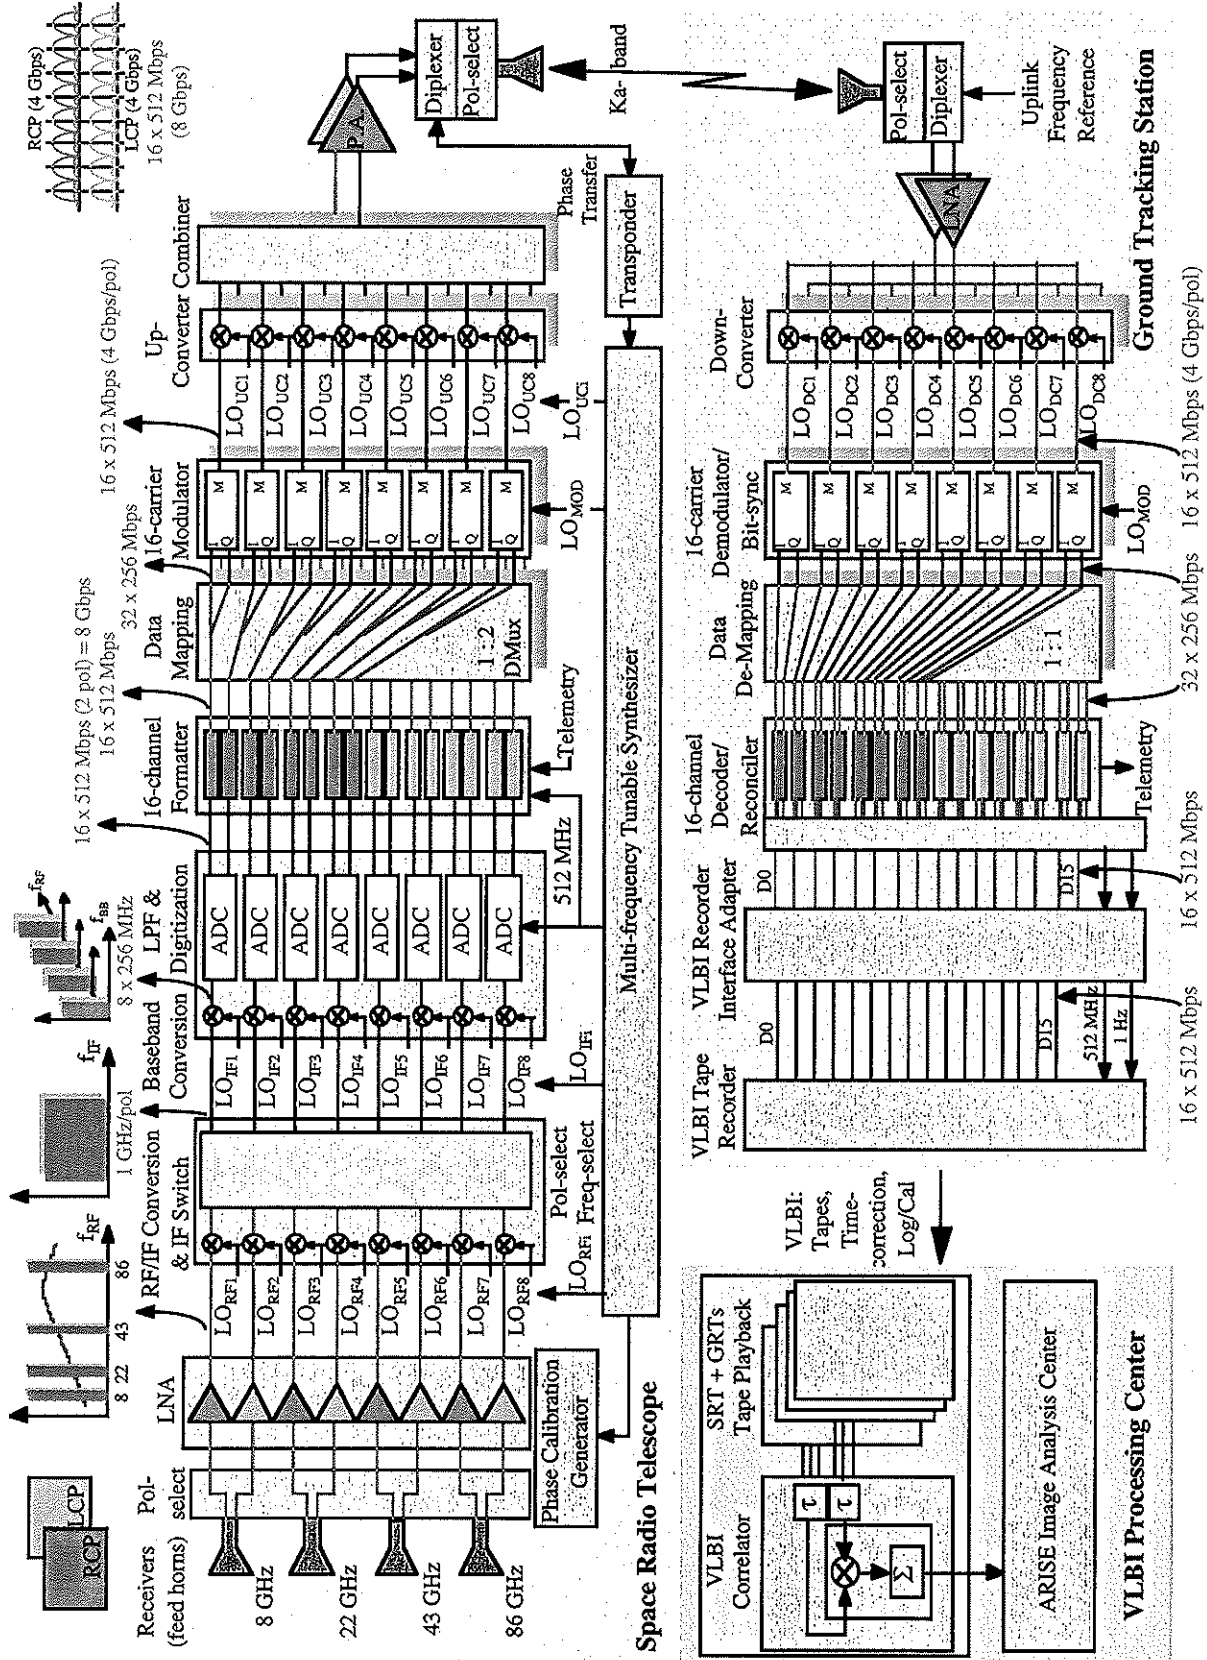 RCP
LCP
8 22 43 86
f_RF
f_IF
1 GHz/pol
f_RF
f_BB
8 x 256 MHz
16 x 512 Mbps (2 pol) = 8 Gbps
16 x 512 Mbps
32 x 256 Mbps
16 x 512 Mbps (4 Gbps/pol)
RCP (4 Gbps)
LCP (4 Gbps)
16 x 512 Mbps
(8 Gbps)
Receivers
(feed horns)
Pol-
select
LNA
RF/IF Conversion
& IF Switch
Baseband
Conversion
LPF &
Digitization
16-channel
Formatter
Data
Mapping
16-carrier
Modulator
Up-
Converter
Combiner
8 GHz
22 GHz
43 GHz
86 GHz
LO_RF1
LO_RF2
LO_RF3
LO_RF4
LO_RF5
LO_RF6
LO_RF7
LO_RF8
Pol-select
Freq-select
LO_RFi
LO_IF1
LO_IF2
LO_IF3
LO_IF4
LO_IF5
LO_IF6
LO_IF7
LO_IF8
LO_IFi
ADC
ADC
ADC
ADC
ADC
ADC
ADC
ADC
512 MHz
Telemetry
1 : 2
DMux
I Q M
I Q M
I Q M
I Q M
I Q M
I Q M
I Q M
I Q M
LO_MOD
LO_UC1
LO_UC2
LO_UC3
LO_UC4
LO_UC5
LO_UC6
LO_UC7
LO_UC8
LO_UCi
P.A.
Diplexer
Pol-select
Phase
Transfer
Ka- band
Phase Calibration
Generator
Multi-frequency Tunable Synthesizer
Transponder
Space Radio Telescope
VLBI
Correlator
SRT + GRTs
Tape Playback
τ
τ
Σ
ARISE Image Analysis Center
VLBI Processing Center
VLBI:
Tapes,
Time-
correction,
Log/Cal
VLBI Tape
Recorder
VLBI Recorder
Interface Adapter
16-channel
Decoder/
Reconciler
Data
De-Mapping
16-carrier
Demodulator/
Bit-sync
Down-
Converter
D0
D15
512 MHz
1 Hz
16 x 512 Mbps
D0
D15
16 x 512 Mbps
Telemetry
1 : 1
32 x 256 Mbps
M
M
M
M
M
M
M
M
LO_MOD
LO_DC1
LO_DC2
LO_DC3
LO_DC4
LO_DC5
LO_DC6
LO_DC7
LO_DC8
16 x 512 Mbps (4 Gbps/pol)
LNA
Pol-select
Diplexer
Uplink
Frequency
Reference
Ground Tracking Station